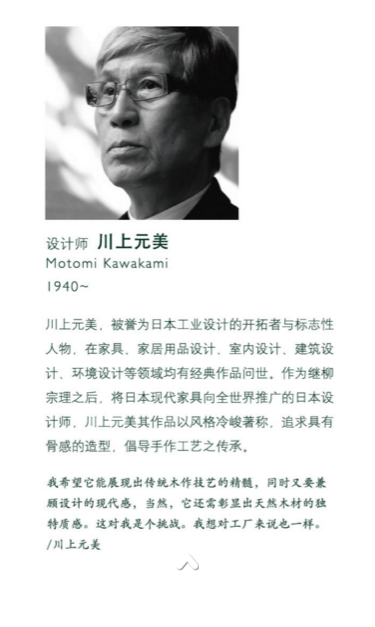 设计师 川上元美
Motomi Kawakami
1940~
川上元美，被誉为日本工业设计的开拓者与标志性
人物，在家具、家居用品设计、室内设计、建筑设
计、环境设计等领域均有经典作品问世。作为继柳
宗理之后，将日本现代家具向全世界推广的日本设
计师，川上元美其作品以风格冷峻著称，追求具有
骨感的造型，倡导手作工艺之传承。
我希望它能展现出传统木作技艺的精髓，同时又要兼
顾设计的现代感，当然，它还需彰显出天然木材的独
特质感。这对我是个挑战。我想对工厂来说也一样。
/川上元美